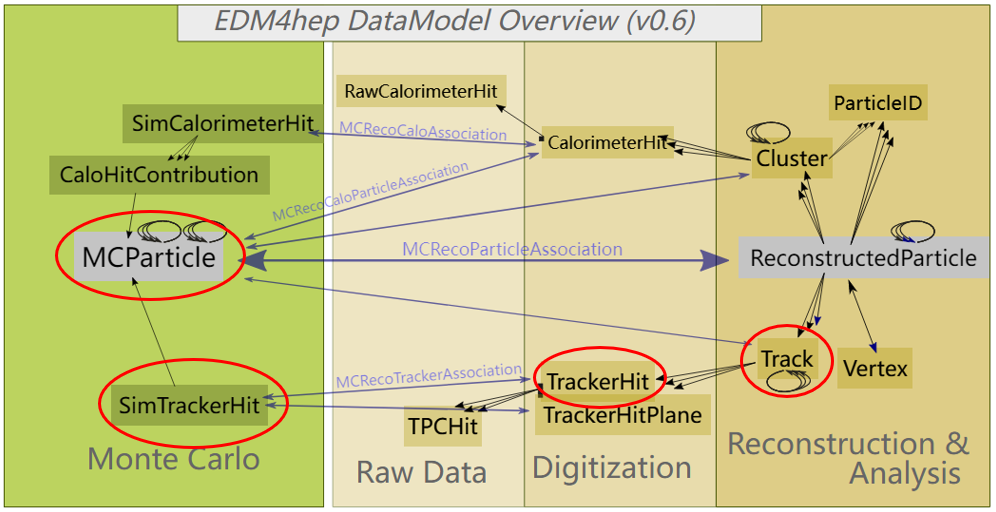 EDM4hep DataModel Overview (v0.6)
RawCalorimeterHit
ParticleID
SimCalorimeterHit
MCRecoCaloAssociation
CalorimeterHit
Cluster
CaloHitContribution
MCRecoCaloParticleAssociation
MCParticle
MCRecoParticleAssociation
ReconstructedParticle
Track
Vertex
MCRecoTrackerAssociation
TrackerHit
SimTrackerHit
TrackerHitPlane
TPCHit
Monte Carlo
Raw Data
Digitization
Reconstruction &
Analysis